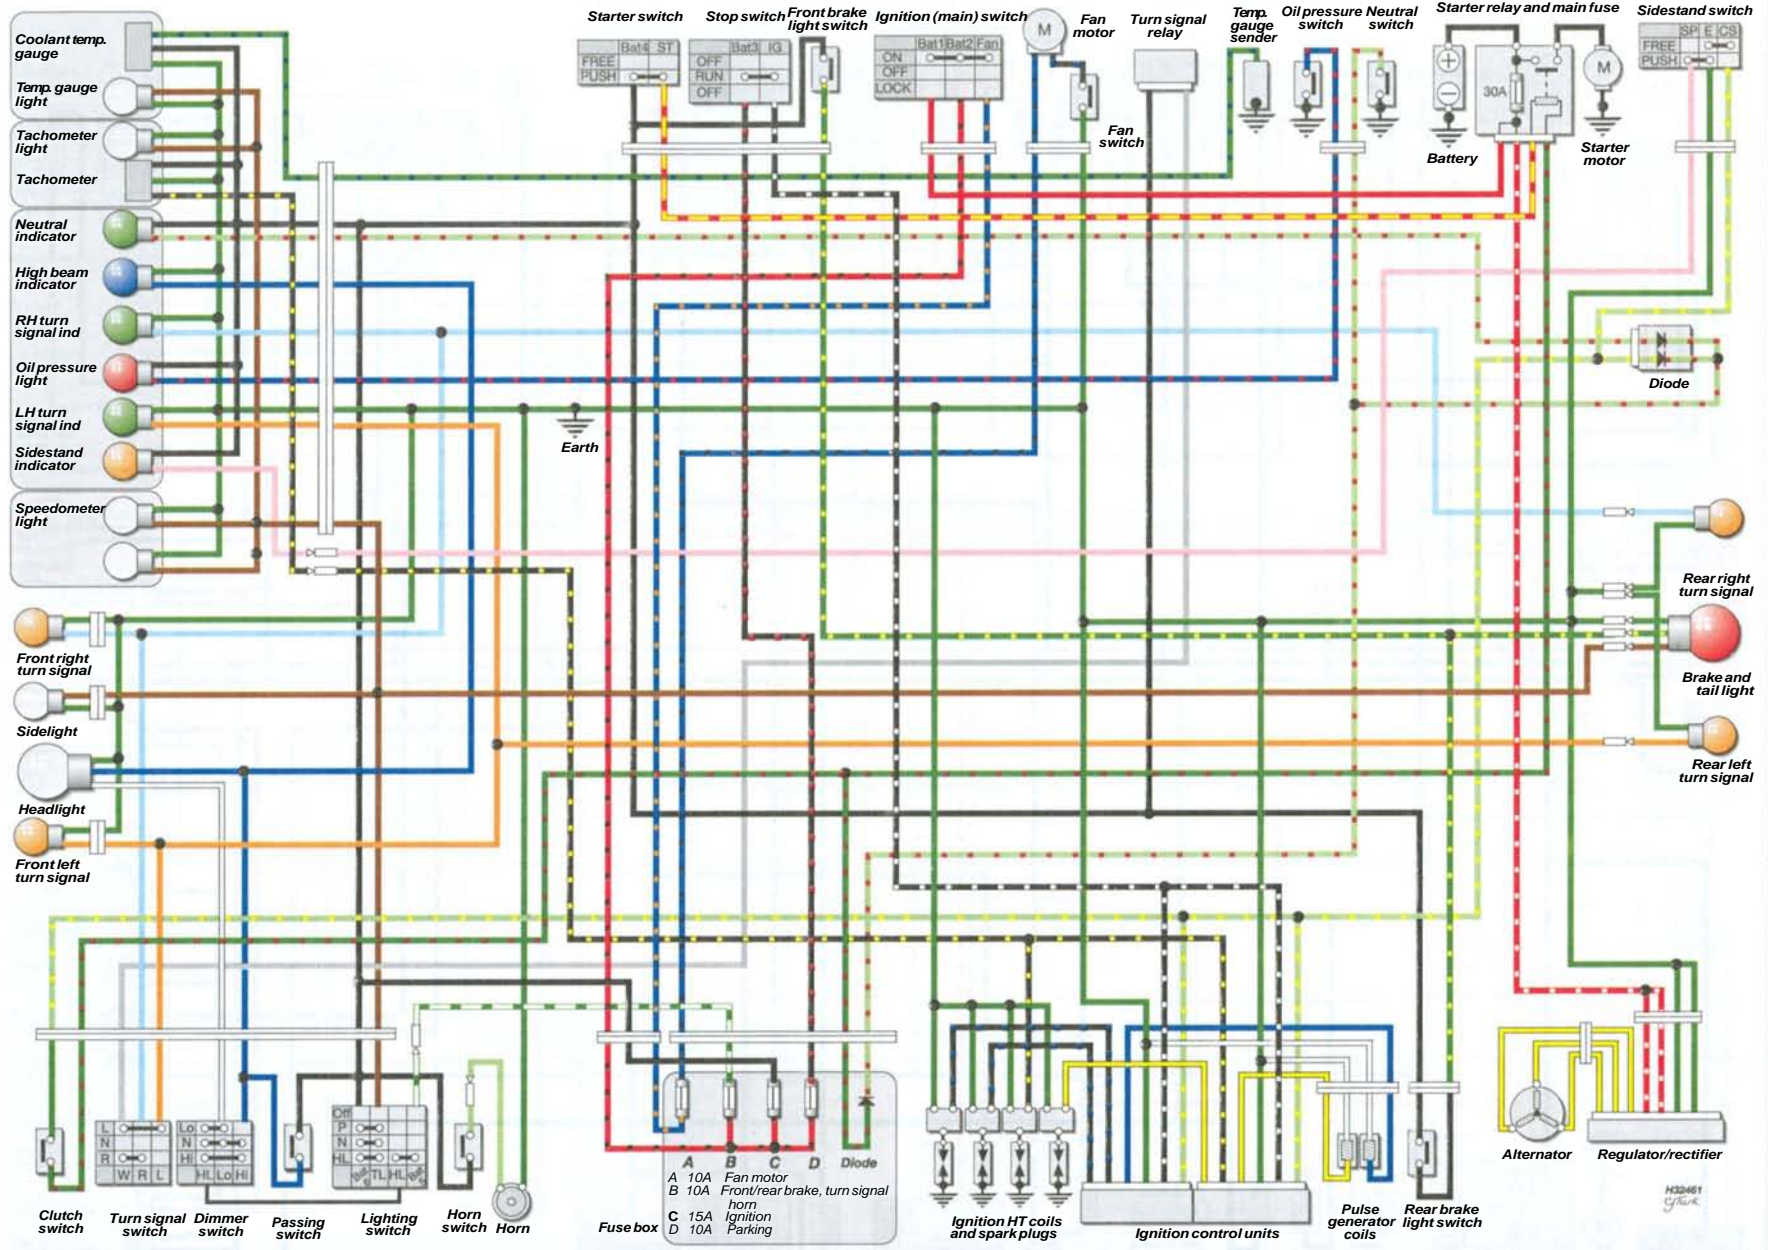 Starter switch
Bat4 ST
FREE
PUSH
Stop switch
Bat3 IG
OFF
RUN
OFF
Front brake
light switch
Ignition (main) switch
Bat1 Bat2 Fan
ON
OFF
LOCK
M
Fan
motor
Fan
switch
Turn signal
relay
Temp.
gauge
sender
Oil pressure
switch
Neutral
switch
Starter relay and main fuse
30A
Battery
M
Starter
motor
Sidestand switch
SP E CS
FREE
PUSH
Coolant temp.
gauge
Temp. gauge
light
Tachometer
light
Tachometer
Neutral
indicator
High beam
indicator
RH turn
signal ind
Oil pressure
light
LH turn
signal ind
Sidestand
indicator
Speedometer
light
Earth
Diode
Front right
turn signal
Sidelight
Headlight
Front left
turn signal
Rear right
turn signal
Brake and
tail light
Rear left
turn signal
Clutch
switch
L
N
R
W R L
Turn signal
switch
Lo
N
Hi
HL Lo Hi
Dimmer
switch
Passing
switch
Off
P
N
HL
TL HL
Lighting
switch
Horn
switch
Horn
Fuse box
A B C D Diode
A 10A Fan motor
B 10A Front/rear brake, turn signal
horn
C 15A Ignition
D 10A Parking
Ignition HT coils
and spark plugs
Ignition control units
Pulse
generator
coils
Rear brake
light switch
Alternator
Regulator/rectifier
H32461